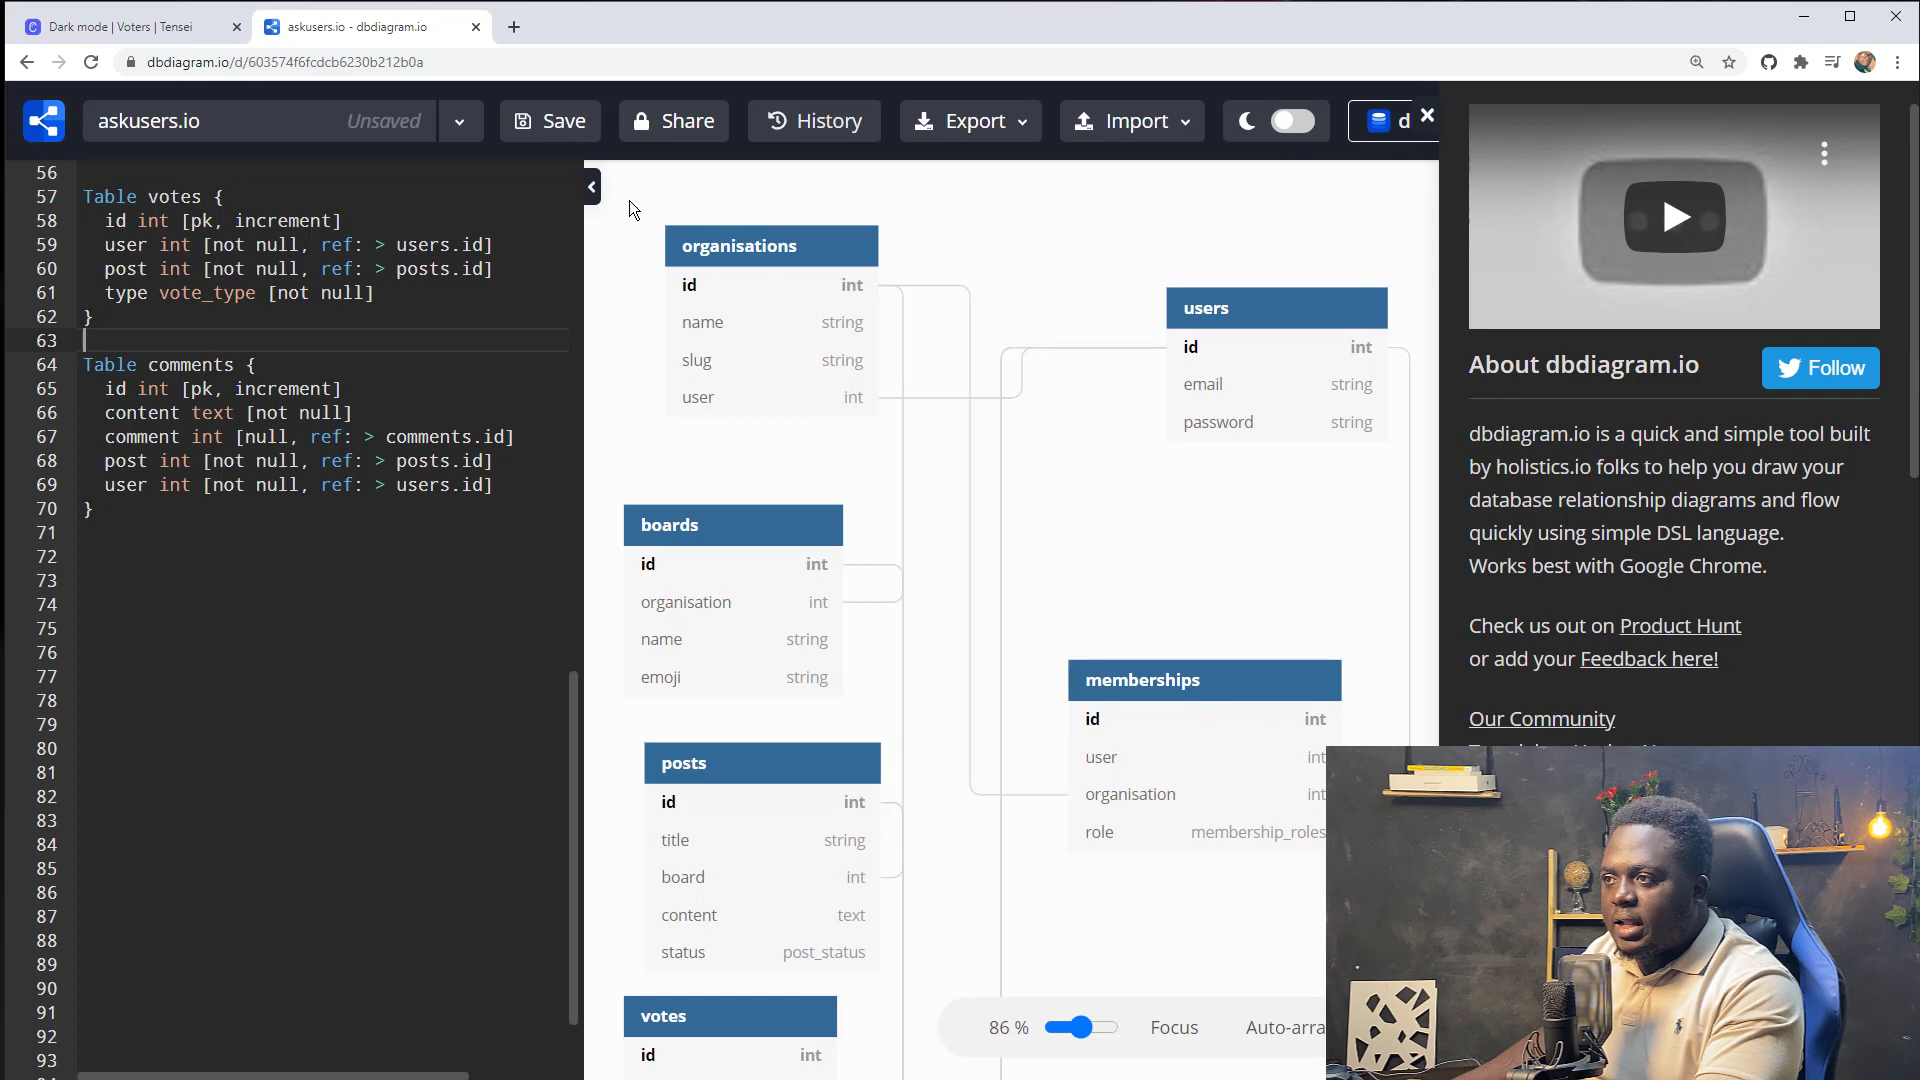 Dark mode | Voters | Tensei
askusers.io - dbdiagram.io
dbdiagram.io/d/603574f6fcdcb6230b212b0a
askusers.io
Unsaved
Save
Share
History
Export
Import
d
56
57 Table votes {
58 id int [pk, increment]
59 user int [not null, ref: > users.id]
60 post int [not null, ref: > posts.id]
61 type vote_type [not null]
62 }
63
64 Table comments {
65 id int [pk, increment]
66 content text [not null]
67 comment int [null, ref: > comments.id]
68 post int [not null, ref: > posts.id]
69 user int [not null, ref: > users.id]
70 }
71
72
73
74
75
76
77
78
79
80
81
82
83
84
85
86
87
88
89
90
91
92
93
organisations
id int
name string
slug string
user int
users
id int
email string
password string
boards
id int
organisation int
name string
emoji string
memberships
id int
user int
organisation int
role membership_roles
posts
id int
title string
board int
content text
status post_status
votes
id int
86 %
Focus
Auto-arra
About dbdiagram.io
Follow
dbdiagram.io is a quick and simple tool built
by holistics.io folks to help you draw your
database relationship diagrams and flow
quickly using simple DSL language.
Works best with Google Chrome.
Check us out on Product Hunt
or add your Feedback here!
Our Community